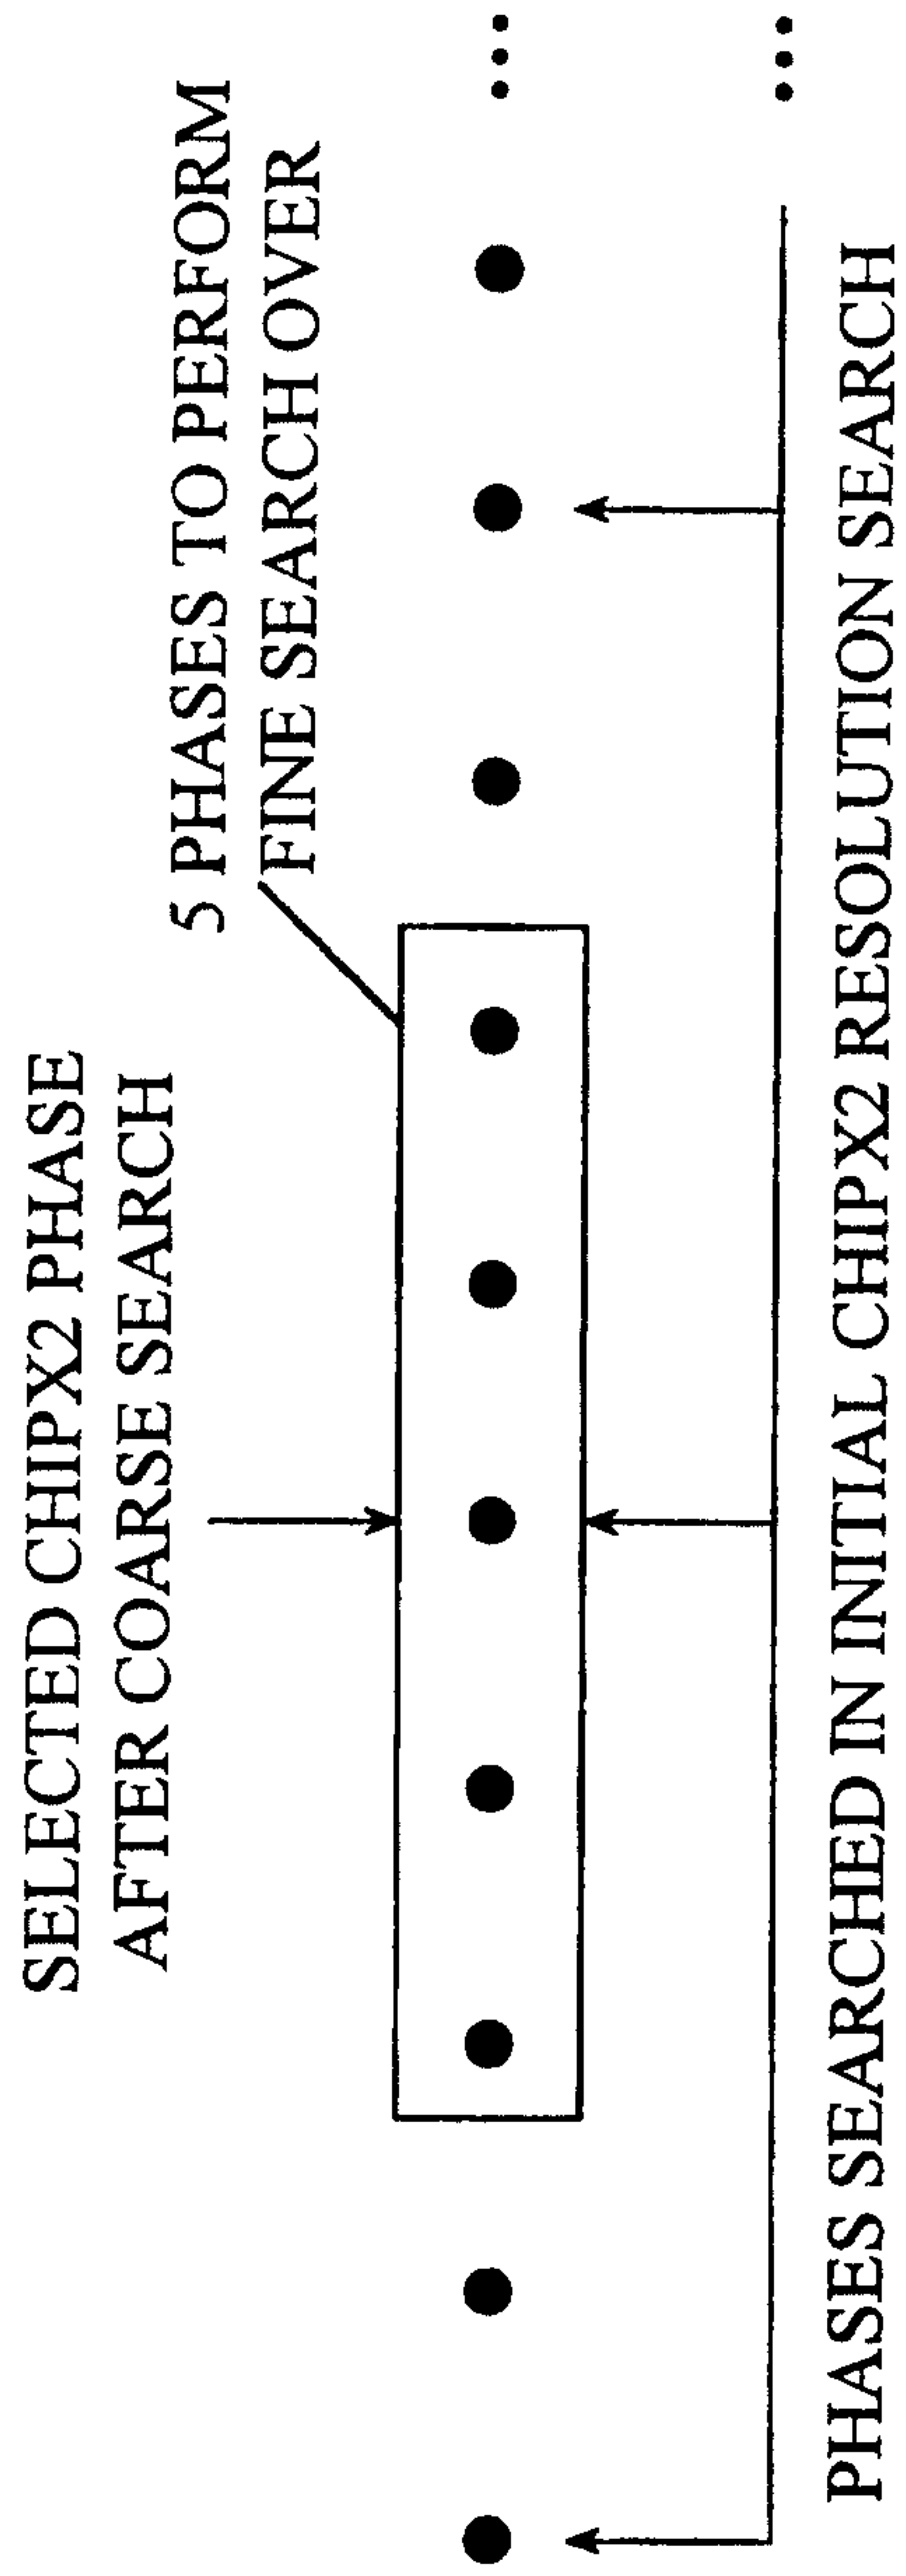 SELECTED CHIPX2 PHASE
AFTER COARSE SEARCH
5 PHASES TO PERFORM
FINE SEARCH OVER
PHASES SEARCHED IN INITIAL CHIPX2 RESOLUTION SEARCH